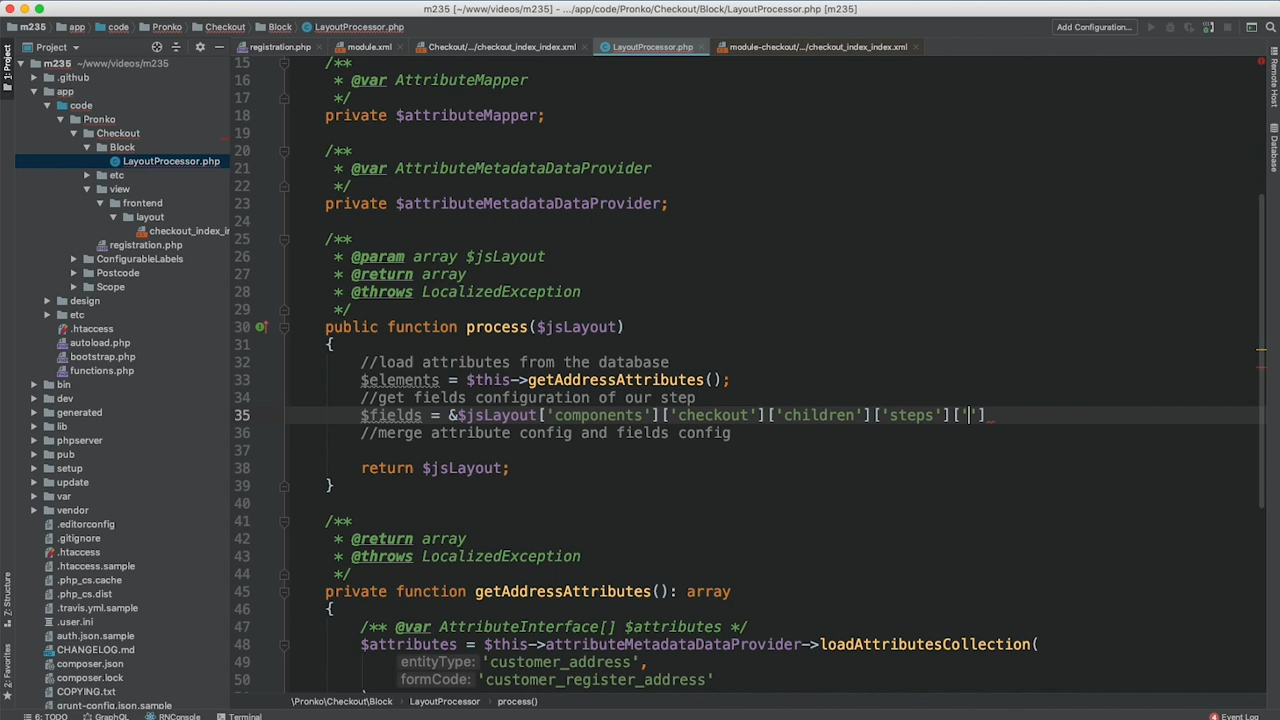 m235 [~/www/videos/m235] - .../app/code/Pronko/Checkout/Block/LayoutProcessor.php [m235]
m235 app code Pronko Checkout Block LayoutProcessor.php Add Configuration...
Project registration.php module.xml Checkout/.../checkout_index_index.xml LayoutProcessor.php module-checkout/.../checkout_index_index.xml
1: Project
Remote Host
Database
7: Structure
2: Favorites
m235 ~/www/videos/m235
.github
app
code
Pronko
Checkout
Block
LayoutProcessor.php
etc
view
frontend
layout
checkout_index_ir
registration.php
ConfigurableLabels
Postcode
Scope
design
etc
.htaccess
autoload.php
bootstrap.php
functions.php
bin
dev
generated
lib
phpserver
pub
setup
update
var
vendor
.editorconfig
.gitignore
.htaccess
.htaccess.sample
.php_cs.cache
.php_cs.dist
.travis.yml.sample
.user.ini
auth.json.sample
CHANGELOG.md
composer.json
composer.lock
COPYING.txt
grunt-config.json.sample
15 /**
16 * @var AttributeMapper
17 */
18 private $attributeMapper;
19
20 /**
21 * @var AttributeMetadataDataProvider
22 */
23 private $attributeMetadataDataProvider;
24
25 /**
26 * @param array $jsLayout
27 * @return array
28 * @throws LocalizedException
29 */
30 public function process($jsLayout)
31 {
32 //load attributes from the database
33 $elements = $this->getAddressAttributes();
34 //get fields configuration of our step
35 $fields = &$jsLayout['components']['checkout']['children']['steps']['']
36 //merge attribute config and fields config
37
38 return $jsLayout;
39 }
40
41 /**
42 * @return array
43 * @throws LocalizedException
44 */
45 private function getAddressAttributes(): array
46 {
47 /** @var AttributeInterface[] $attributes */
48 $attributes = $this->attributeMetadataDataProvider->loadAttributesCollection(
49 entityType: 'customer_address',
50 formCode: 'customer_register_address'
\Pronko\Checkout\Block LayoutProcessor process()
6: TODO GraphQL RNConsole Terminal 4 Event Log